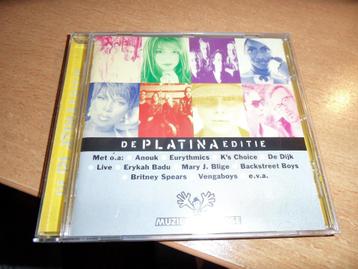 DE PLATINA EDITIE
Met o.a: Anouk Eurythmics K's Choice De Dijk
Live Erykah Badu Mary J. Blige Backstreet Boys
Britney Spears Vengaboys e.v.a.